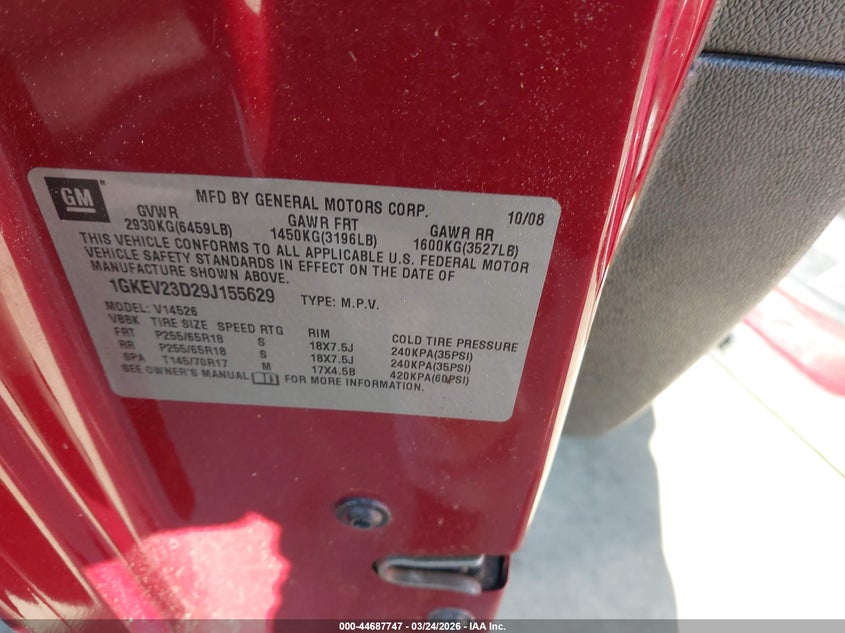 GM
MFD BY GENERAL MOTORS CORP. 10/08
GVWR GAWR FRT GAWR RR
2930KG(6459LB) 1450KG(3196LB) 1600KG(3527LB)
THIS VEHICLE CONFORMS TO ALL APPLICABLE U.S. FEDERAL MOTOR
VEHICLE SAFETY STANDARDS IN EFFECT ON THE DATE OF
MANUFACTURE SHOWN ABOVE.
1GKEV23D29J155629 TYPE: M.P.V.
MODEL: V14526
VBBK TIRE SIZE SPEED RTG RIM COLD TIRE PRESSURE
FRT P255/65R18 S 18X7.5J 240KPA(35PSI)
RR P255/65R18 S 18X7.5J 240KPA(35PSI)
SPA T145/70R17 M 17X4.5B 420KPA(60PSI)
SEE OWNER'S MANUAL FOR MORE INFORMATION.
000-44687747 - 03/24/2026 - IAA Inc.